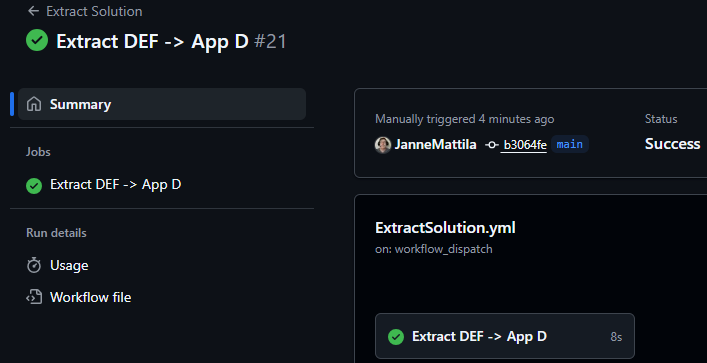 ← Extract Solution
Extract DEF -> App D #21
Summary
Jobs
Extract DEF -> App D
Run details
Usage
Workflow file
Manually triggered 4 minutes ago
JanneMattila b3064fe main
Status
Success
ExtractSolution.yml
on: workflow_dispatch
Extract DEF -> App D 8s